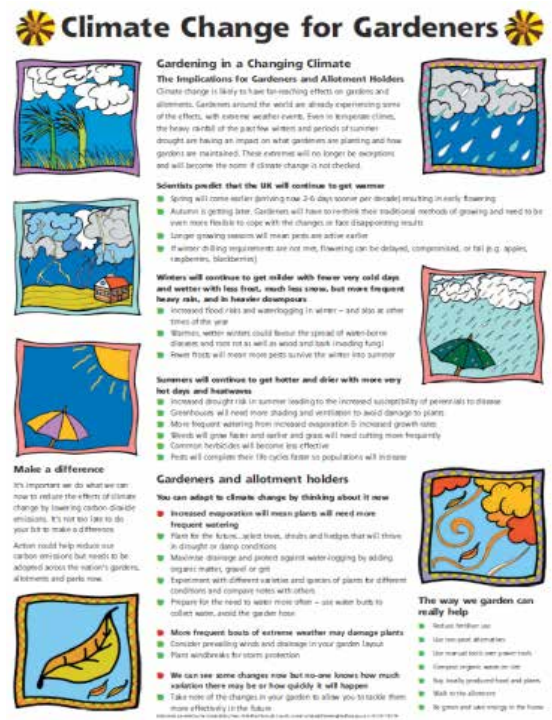 Climate Change for Gardeners
Gardening in a Changing Climate
The Implications for Gardeners and Allotment Holders
Climate change is likely to have far-reaching effects on gardens and
allotments. Gardeners around the world are already experiencing some
of the effects, with extreme weather events. Even in temperate climes,
the heavy rainfall of the past few winters and periods of summer
drought are having an impact on what gardeners are planting and how
gardens are maintained. These extremes will no longer be exceptions
and will become the norm if climate change is not checked.
Scientists predict that the UK will continue to get warmer
Spring will come earlier (arriving now 2-6 days sooner per decade) resulting in early flowering
Autumn is getting later. Gardeners will have to re-think their traditional methods of growing and need to be
even more flexible to cope with the changes or face disappointing results
Longer growing seasons will mean pests are active earlier
If winter chilling requirements are not met, flowering can be delayed, compromised, or fail (e.g. apples,
raspberries, blackberries)
Winters will continue to get milder with fewer very cold days
and wetter with less frost, much less snow, but more frequent
heavy rain, and in heavier downpours
Increased flood risks and waterlogging in winter – and also at other
times of the year
Warmer, wetter winters could favour the spread of water-borne
diseases and root rot as well as wood and bark invading fungi
Fewer frosts will mean more pests survive the winter into summer
Summers will continue to get hotter and drier with more very
hot days and heatwaves
Increased drought risk in summer leading to the increased susceptibility of perennials to disease
Greenhouses will need more shading and ventilation to avoid damage to plants
More frequent watering from increased evaporation & increased growth rates
Weeds will grow faster and earlier and grass will need cutting more frequently
Common herbicides will become less effective
Pests will complete their life cycles faster so populations will increase
Make a difference
It's important we do what we can
now to reduce the effects of climate
change by lowering carbon dioxide
emissions. It's not too late to do
your bit to make a difference.
Action could help reduce our
carbon emissions but needs to be
adopted across the nation's gardens,
allotments and parks now.
Gardeners and allotment holders
You can adapt to climate change by thinking about it now
Increased evaporation will mean plants will need more
frequent watering
Plan for the future...select trees, shrubs and hedges that will thrive
in drought or damp conditions
Maximise drainage and protect against water-logging by adding
organic matter, gravel or grit
Experiment with different varieties and species of plants for different
conditions and compare notes with others
Prepare for the need to water more often – use water butts to
collect water, avoid the garden hose
More frequent bouts of extreme weather may damage plants
Consider prevailing winds and drainage in your garden layout
Plant windbreaks for storm protection
We can see some changes now but no-one knows how much
variation there may be or how quickly it will happen
Take note of the changes in your garden to allow you to tackle them
more effectively in the future
The way we garden can
really help
Reduce fertiliser use
Use non peat alternatives
Use manual tools over power tools
Compost organic waste on site
Buy locally produced food and plants
Walk to the allotment
Be green and save energy in the home